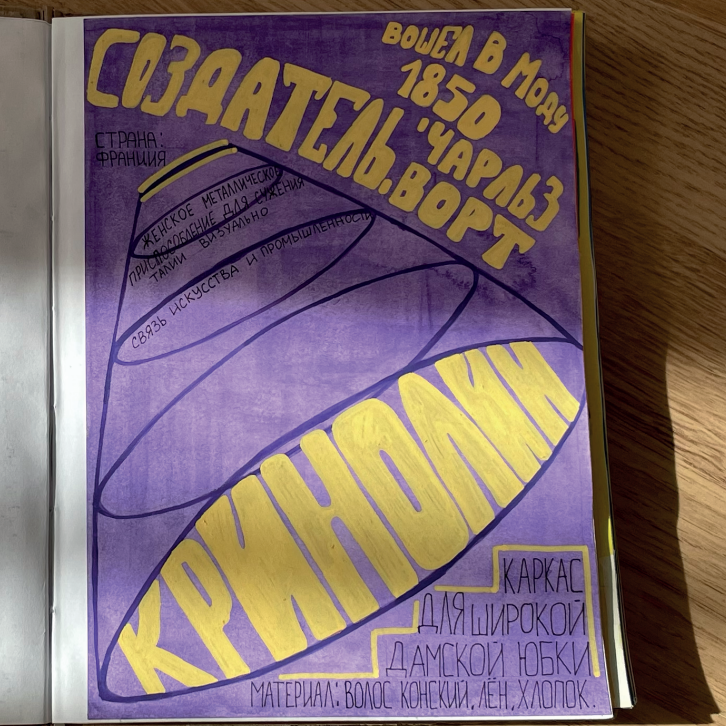 СОЗДАТЕЛЬ:
ВОШЕЛ В МОДУ
1850
ЧАРЛЬЗ
ВОРТ
СТРАНА:
ФРАНЦИЯ
ЖЕНСКОЕ МЕТАЛЛИЧЕСКОЕ
ПРИСПОСОБЛЕНИЕ ДЛЯ СУЖЕНИЯ
ТАЛИИ ВИЗУАЛЬНО
СВЯЗЬ ИСКУССТВА И ПРОМЫШЛЕННОСТИ
КРИНОЛИН
КАРКАС
ДЛЯ ШИРОКОЙ
ДАМСКОЙ ЮБКИ
МАТЕРИАЛ: ВОЛОС КОНСКИЙ, ЛЁН, ХЛОПОК.